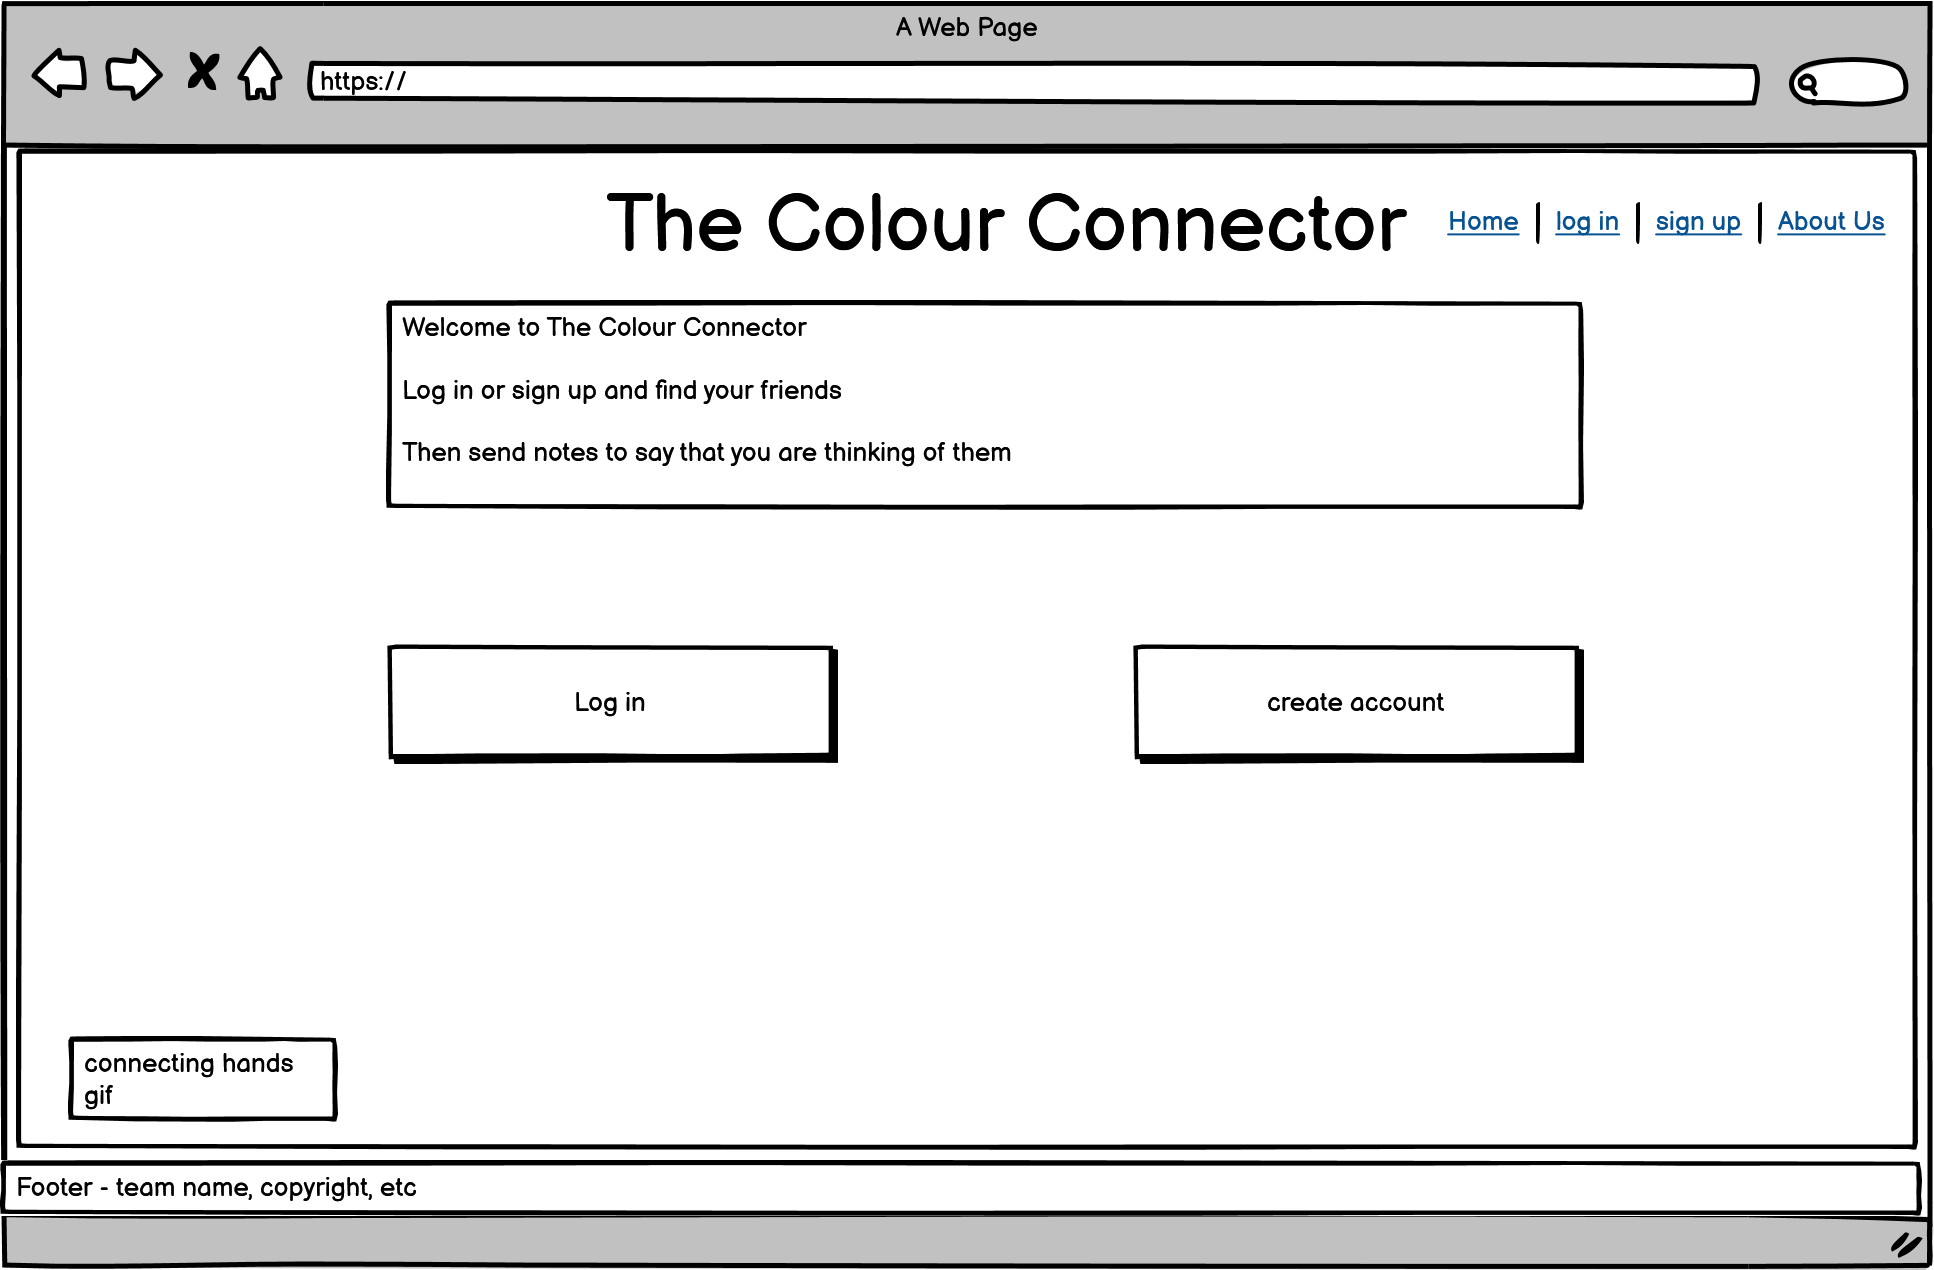 A Web Page
https://
The Colour Connector
Home | log in | sign up | About Us
Welcome to The Colour Connector
Log in or sign up and find your friends
Then send notes to say that you are thinking of them
Log in
create account
connecting hands
gif
Footer - team name, copyright, etc